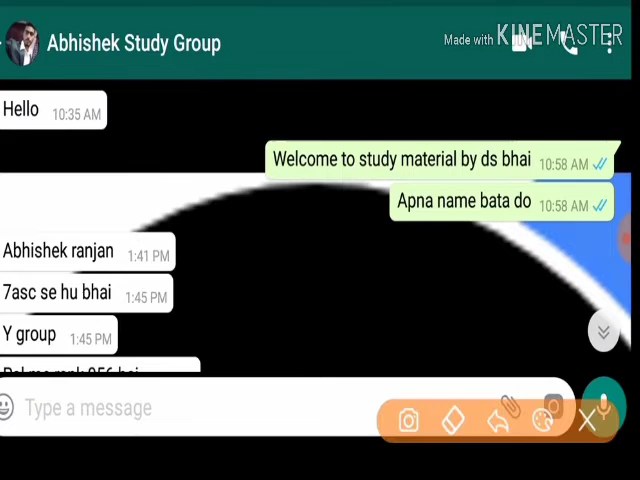 Abhishek Study Group
Made with KINEMASTER
Hello 10:35 AM
Welcome to study material by ds bhai 10:58 AM
Apna name bata do 10:58 AM
Abhishek ranjan 1:41 PM
7asc se hu bhai 1:45 PM
Y group 1:45 PM
Type a message